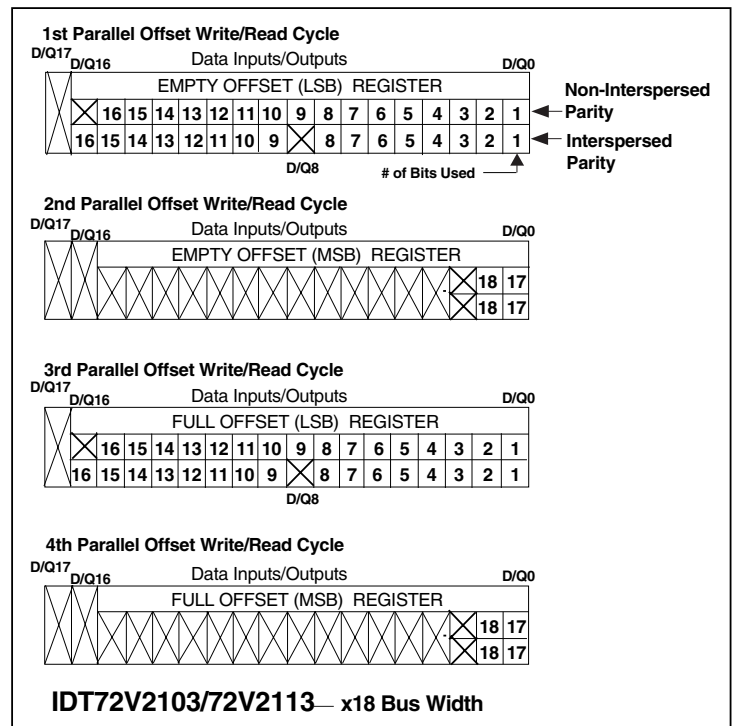 1st Parallel Offset Write/Read Cycle
D/Q17 D/Q16 Data Inputs/Outputs D/Q0
EMPTY OFFSET (LSB) REGISTER
16 15 14 13 12 11 10 9 8 7 6 5 4 3 2 1 Non-Interspersed Parity
16 15 14 13 12 11 10 9 8 7 6 5 4 3 2 1 Interspersed Parity
D/Q8 # of Bits Used
2nd Parallel Offset Write/Read Cycle
D/Q17 D/Q16 Data Inputs/Outputs D/Q0
EMPTY OFFSET (MSB) REGISTER
18 17
18 17
3rd Parallel Offset Write/Read Cycle
D/Q17 D/Q16 Data Inputs/Outputs D/Q0
FULL OFFSET (LSB) REGISTER
16 15 14 13 12 11 10 9 8 7 6 5 4 3 2 1
16 15 14 13 12 11 10 9 8 7 6 5 4 3 2 1
D/Q8
4th Parallel Offset Write/Read Cycle
D/Q17 D/Q16 Data Inputs/Outputs D/Q0
FULL OFFSET (MSB) REGISTER
18 17
18 17
IDT72V2103/72V2113— x18 Bus Width